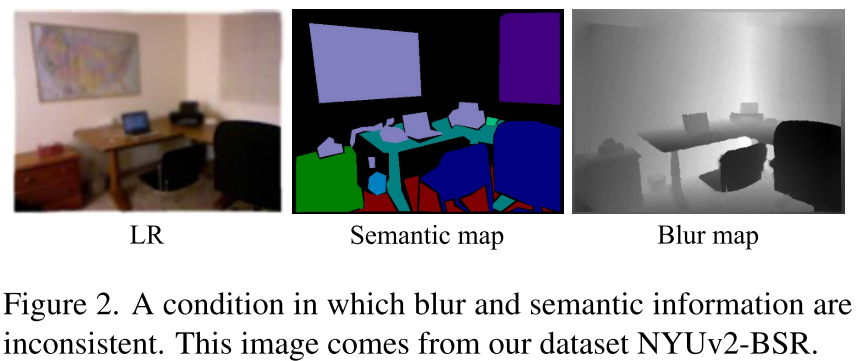 LR
Semantic map
Blur map
Figure 2. A condition in which blur and semantic information are
inconsistent. This image comes from our dataset NYUv2-BSR.